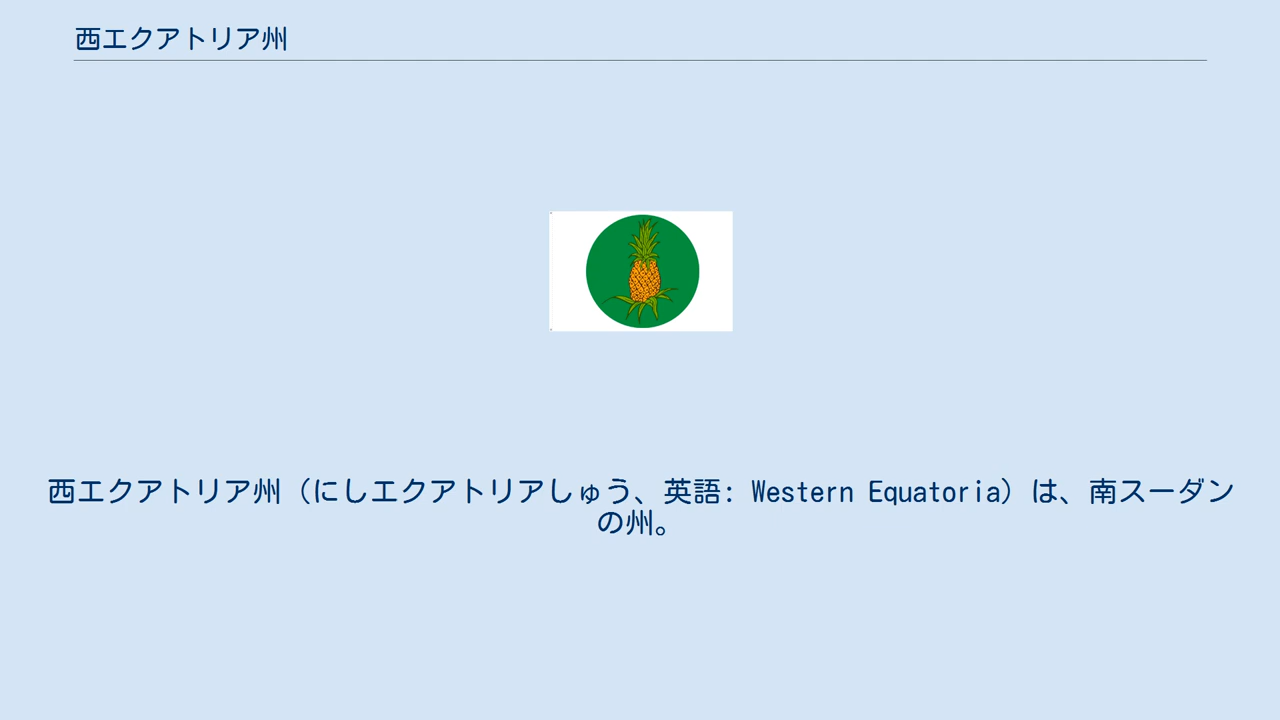 西エクアトリア州
西エクアトリア州（にしエクアトリアしゅう、英語: Western Equatoria）は、南スーダン
の州。